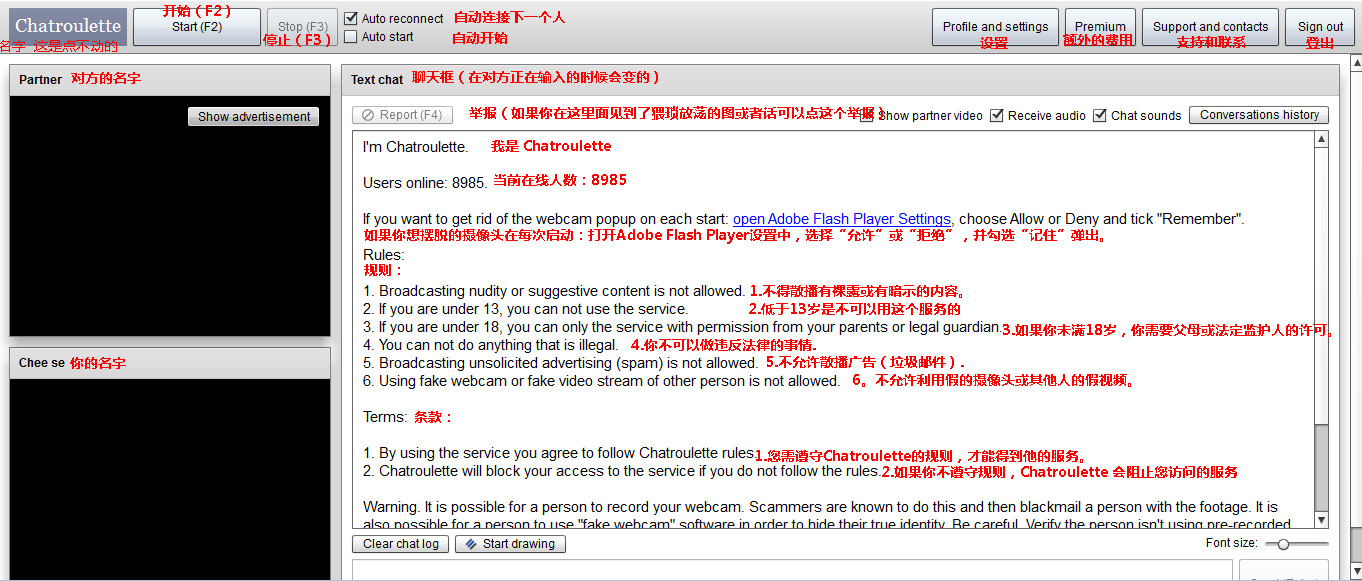 Chatroulette
名字 这是点不动的
开始（F2）
Start (F2)
Stop (F3)
停止（F3）
Auto reconnect 自动连接下一个人
Auto start 自动开始
Profile and settings
设置
Premium
额外的费用
Support and contacts
支持和联系
Sign out
登出
Partner 对方的名字
Show advertisement
Chee se 你的名字
Text chat 聊天框（在对方正在输入的时候会变的）
Report (F4) 举报（如果你在这里面见到了猥琐放荡的图或者话可以点这个举报） Show partner video Receive audio Chat sounds Conversations history
I'm Chatroulette. 我是 Chatroulette
Users online: 8985. 当前在线人数：8985
If you want to get rid of the webcam popup on each start: open Adobe Flash Player Settings, choose Allow or Deny and tick "Remember".
如果你想摆脱的摄像头在每次启动：打开Adobe Flash Player设置中，选择“允许”或“拒绝”，并勾选“记住”弹出。
Rules:
规则：
1. Broadcasting nudity or suggestive content is not allowed. 1.不得散播有裸露或有暗示的内容。
2. If you are under 13, you can not use the service. 2.低于13岁是不可以用这个服务的
3. If you are under 18, you can only the service with permission from your parents or legal guardian. 3.如果你未满18岁，你需要父母或法定监护人的许可。
4. You can not do anything that is illegal. 4.你不可以做违反法律的事情.
5. Broadcasting unsolicited advertising (spam) is not allowed. 5.不允许散播广告（垃圾邮件）.
6. Using fake webcam or fake video stream of other person is not allowed. 6。不允许利用假的摄像头或其他人的假视频。
Terms: 条款：
1. By using the service you agree to follow Chatroulette rules 1.您需遵守Chatroulette的规则，才能得到他的服务。
2. Chatroulette will block your access to the service if you do not follow the rules. 2.如果你不遵守规则，Chatroulette 会阻止您访问的服务
Warning. It is possible for a person to record your webcam. Scammers are known to do this and then blackmail a person with the footage. It is
also possible for a person to use "fake webcam" software in order to hide their true identity. Be careful. Verify the person isn't using pre-recorded
Clear chat log Start drawing Font size: